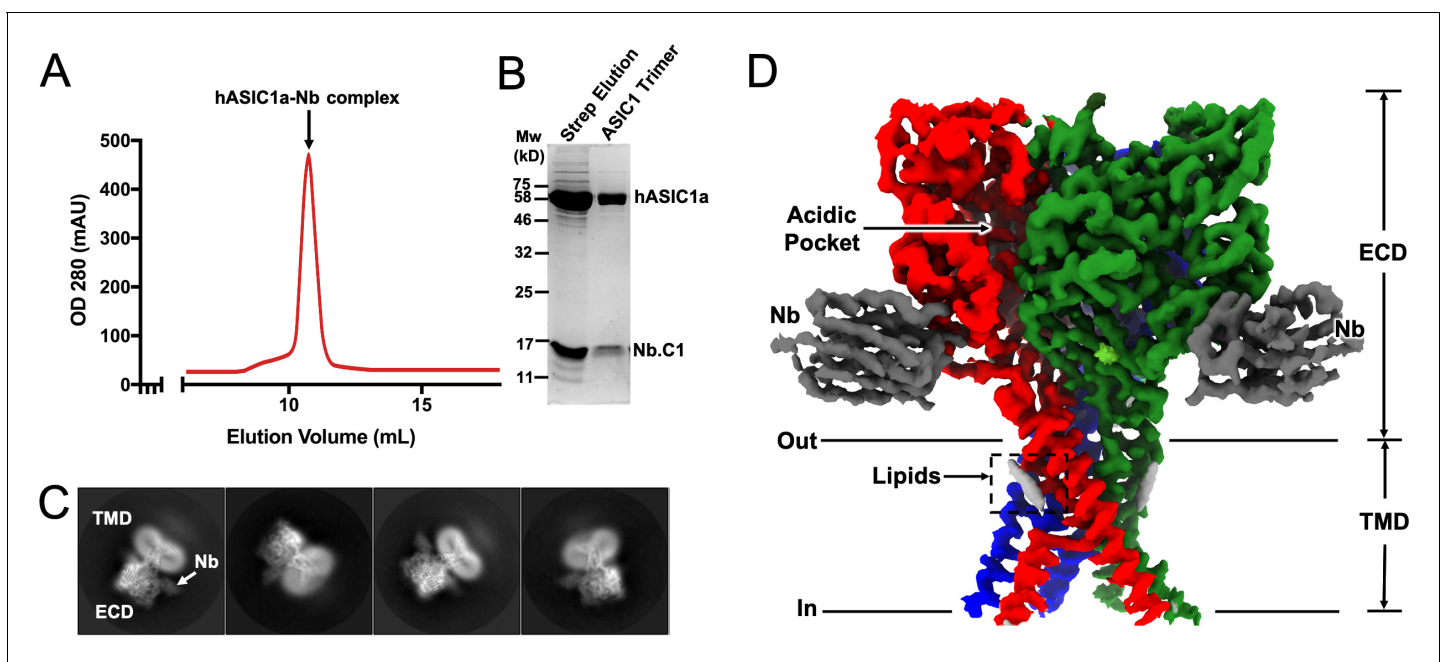 A
hASIC1a-Nb complex
OD 280 (mAU)
500
400
300
200
100
0
10
15
Elution Volume (mL)
B
Strep Elution
ASIC1 Trimer
Mw
(kD)
75
58
46
32
25
17
11
hASIC1a
Nb.C1
C
TMD
Nb
ECD
D
Acidic
Pocket
Nb
Nb
ECD
Out
Lipids
TMD
In